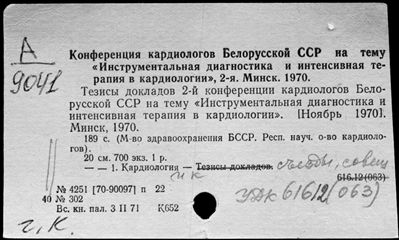 А
9041
Конференция кардиологов Белорусской ССР на тему
«Инструментальная диагностика и интенсивная те-
рапия в кардиологии», 2-я. Минск. 1970.
Тезисы докладов 2-й конференции кардиологов Бело-
русской ССР на тему «Инструментальная диагностика и
интенсивная терапия в кардиологии». [Ноябрь 1970].
Минск, 1970.
189 с. (М-во здравоохранения БССР. Респ. науч. о-во кардиоло-
гов).
20 см. 700 экз. 1 р.
— — 1. Кардиология — Тезисы докладов. съезды, совещ
616.12(063)
№ 4251 [70-90097] п 22
УДК 616.12(063)
40 № 302
Вс. кн. пал. 3 II 71 К652
г, к.